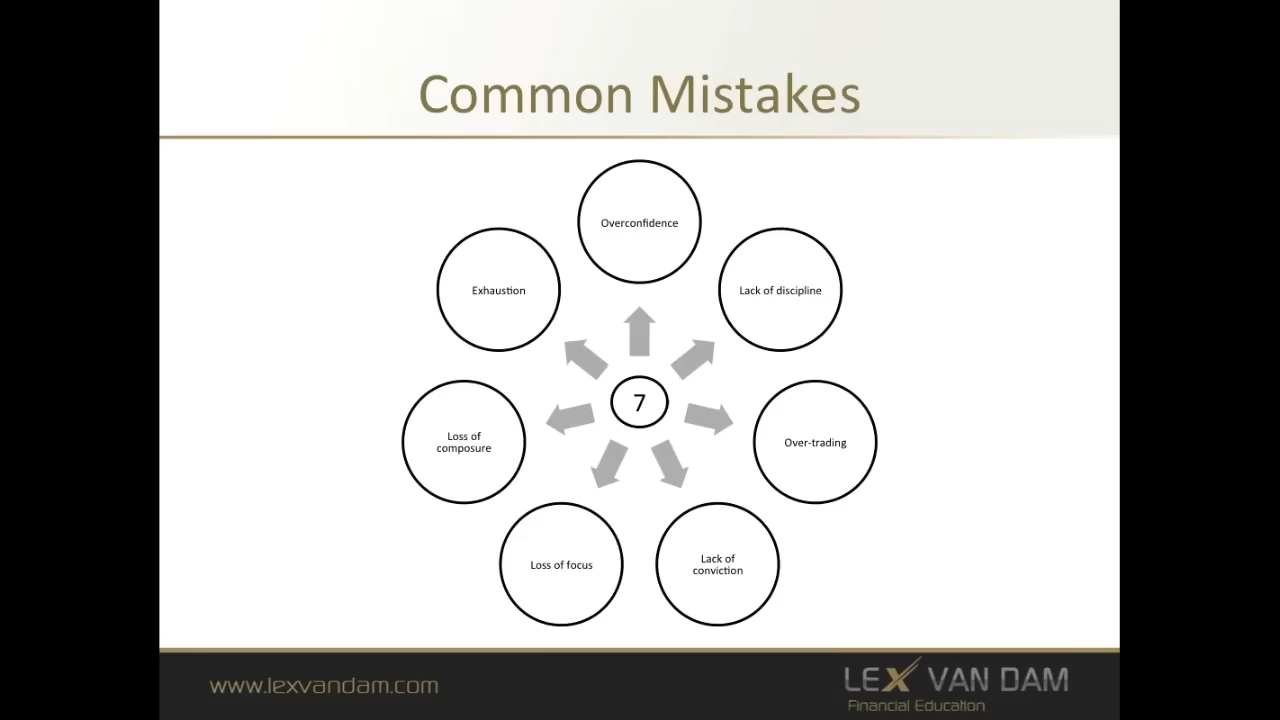 Common Mistakes
Overconfidence
Lack of discipline
Over-trading
Lack of
conviction
Loss of focus
Loss of
composure
Exhaustion
7
www.lexvandam.com
LEX VAN DAM
Financial Education